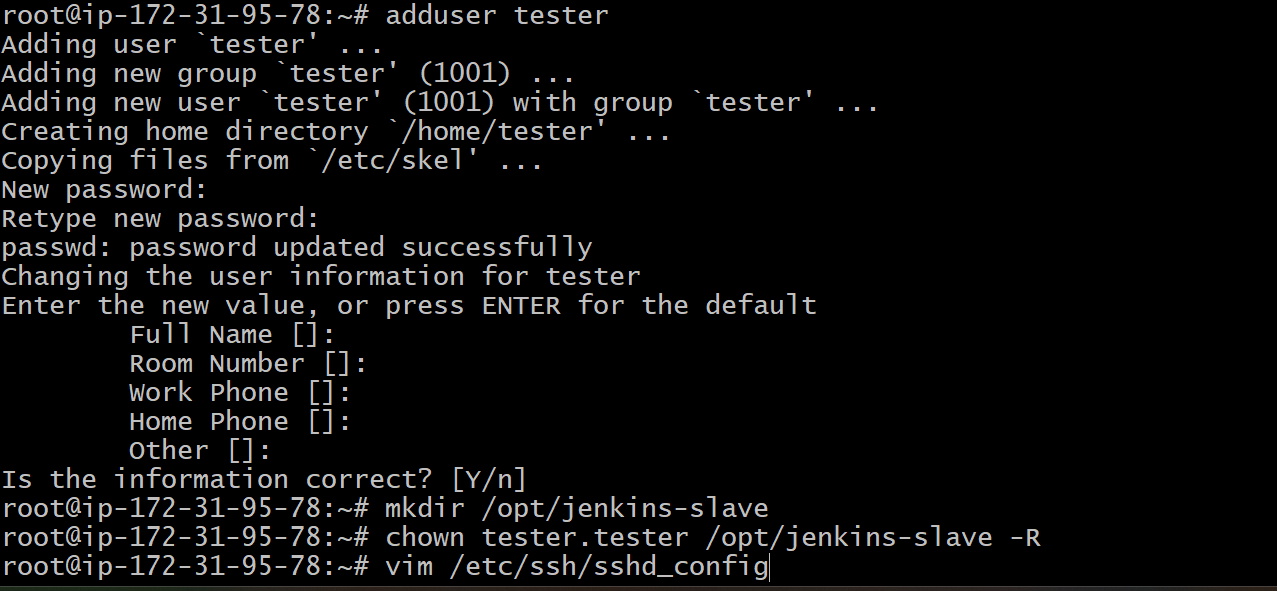 root@ip-172-31-95-78:~# adduser tester
Adding user `tester' ...
Adding new group `tester' (1001) ...
Adding new user `tester' (1001) with group `tester' ...
Creating home directory `/home/tester' ...
Copying files from `/etc/skel' ...
New password:
Retype new password:
passwd: password updated successfully
Changing the user information for tester
Enter the new value, or press ENTER for the default
        Full Name []:
        Room Number []:
        Work Phone []:
        Home Phone []:
        Other []:
Is the information correct? [Y/n]
root@ip-172-31-95-78:~# mkdir /opt/jenkins-slave
root@ip-172-31-95-78:~# chown tester.tester /opt/jenkins-slave -R
root@ip-172-31-95-78:~# vim /etc/ssh/sshd_config